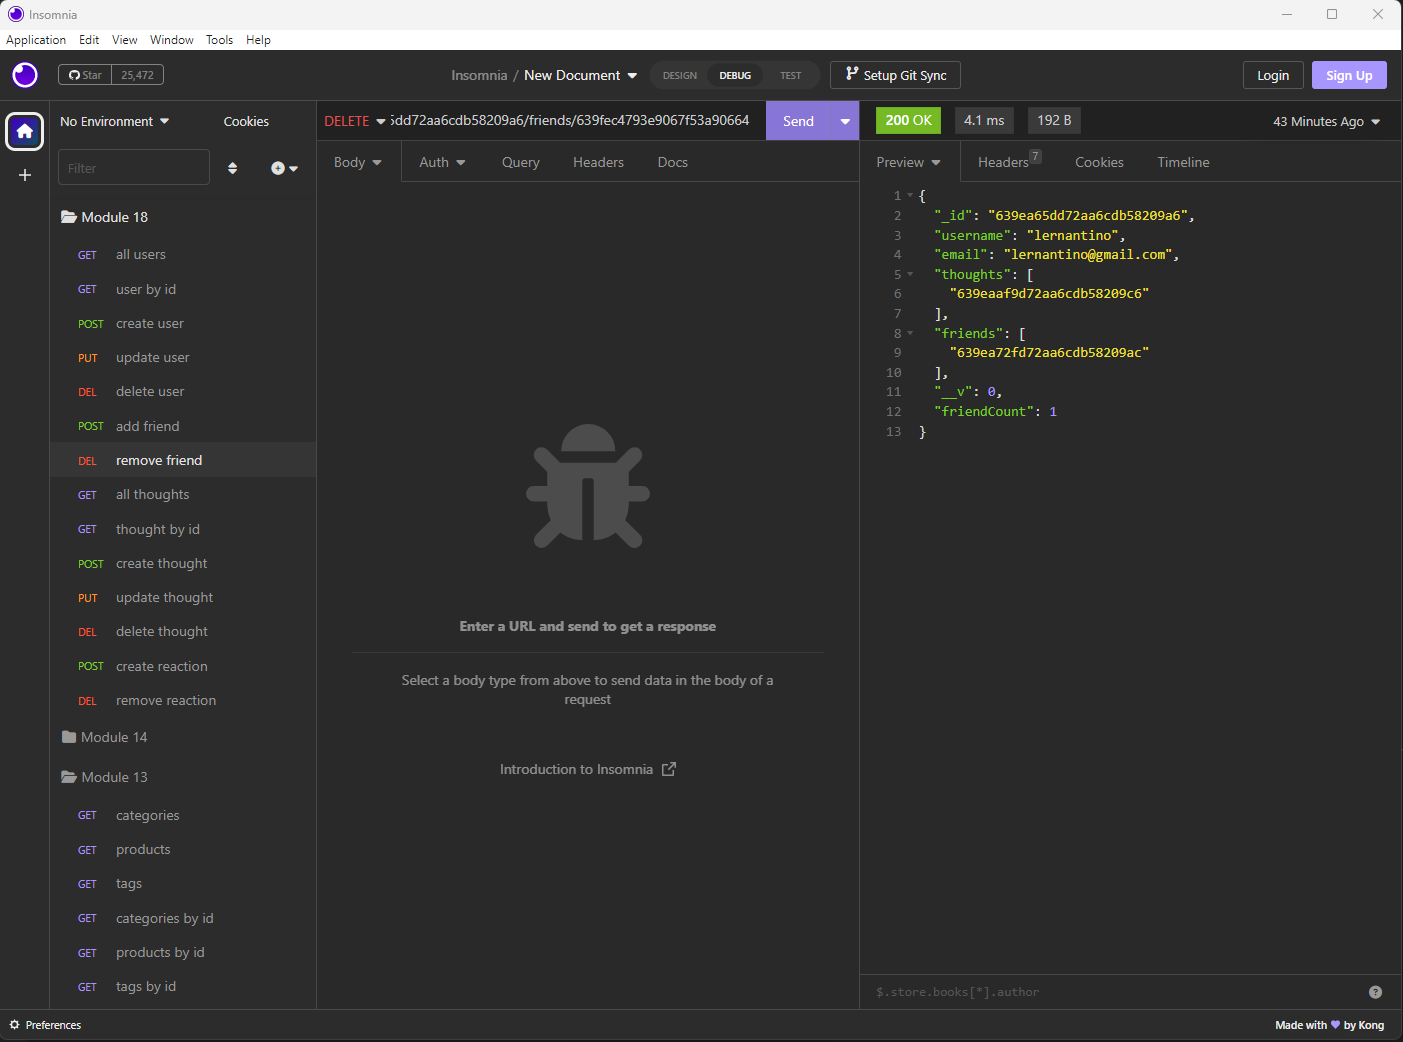 Insomnia
Application Edit View Window Tools Help
Star 25,472
Insomnia / New Document
DESIGN DEBUG TEST
Setup Git Sync
Login
Sign Up
No Environment
Cookies
Filter
Module 18
GET all users
GET user by id
POST create user
PUT update user
DEL delete user
POST add friend
DEL remove friend
GET all thoughts
GET thought by id
POST create thought
PUT update thought
DEL delete thought
POST create reaction
DEL remove reaction
Module 14
Module 13
GET categories
GET products
GET tags
GET categories by id
GET products by id
GET tags by id
DELETE 5dd72aa6cdb58209a6/friends/639fec4793e9067f53a90664
Send
Body Auth Query Headers Docs
Enter a URL and send to get a response
Select a body type from above to send data in the body of a
request
Introduction to Insomnia
200 OK 4.1 ms 192 B
43 Minutes Ago
Preview Headers 7 Cookies Timeline
1 {
2 "_id": "639ea65dd72aa6cdb58209a6",
3 "username": "lernantino",
4 "email": "lernantino@gmail.com",
5 "thoughts": [
6 "639eaaf9d72aa6cdb58209c6"
7 ],
8 "friends": [
9 "639ea72fd72aa6cdb58209ac"
10 ],
11 "__v": 0,
12 "friendCount": 1
13 }
$.store.books[*].author
?
Preferences
Made with by Kong